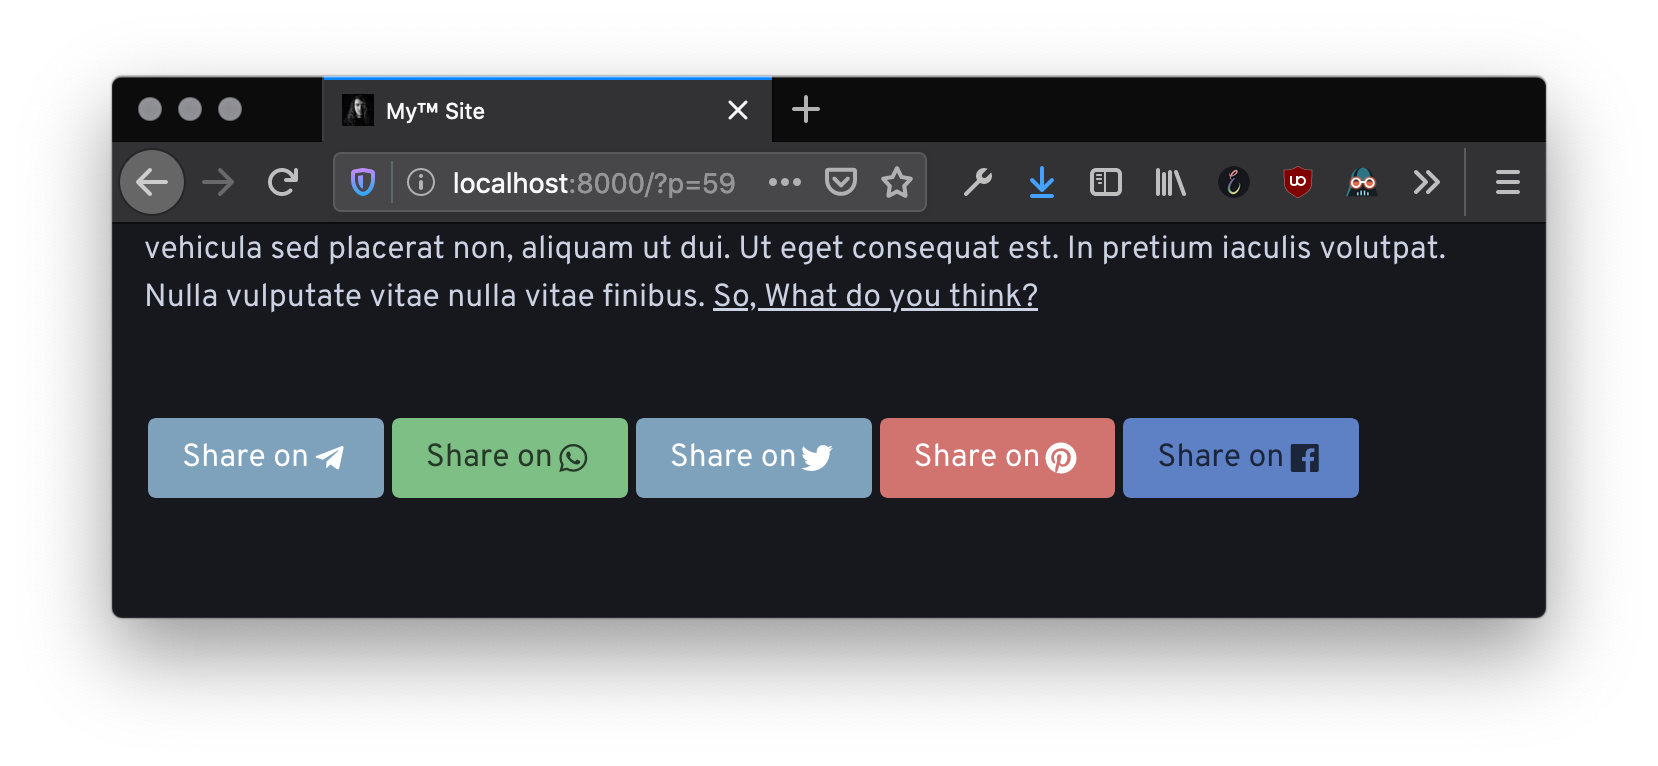 My™ Site
localhost:8000/?p=59
vehicula sed placerat non, aliquam ut dui. Ut eget consequat est. In pretium iaculis volutpat.
Nulla vulputate vitae nulla vitae finibus. So, What do you think?
Share on
Share on
Share on
Share on
Share on